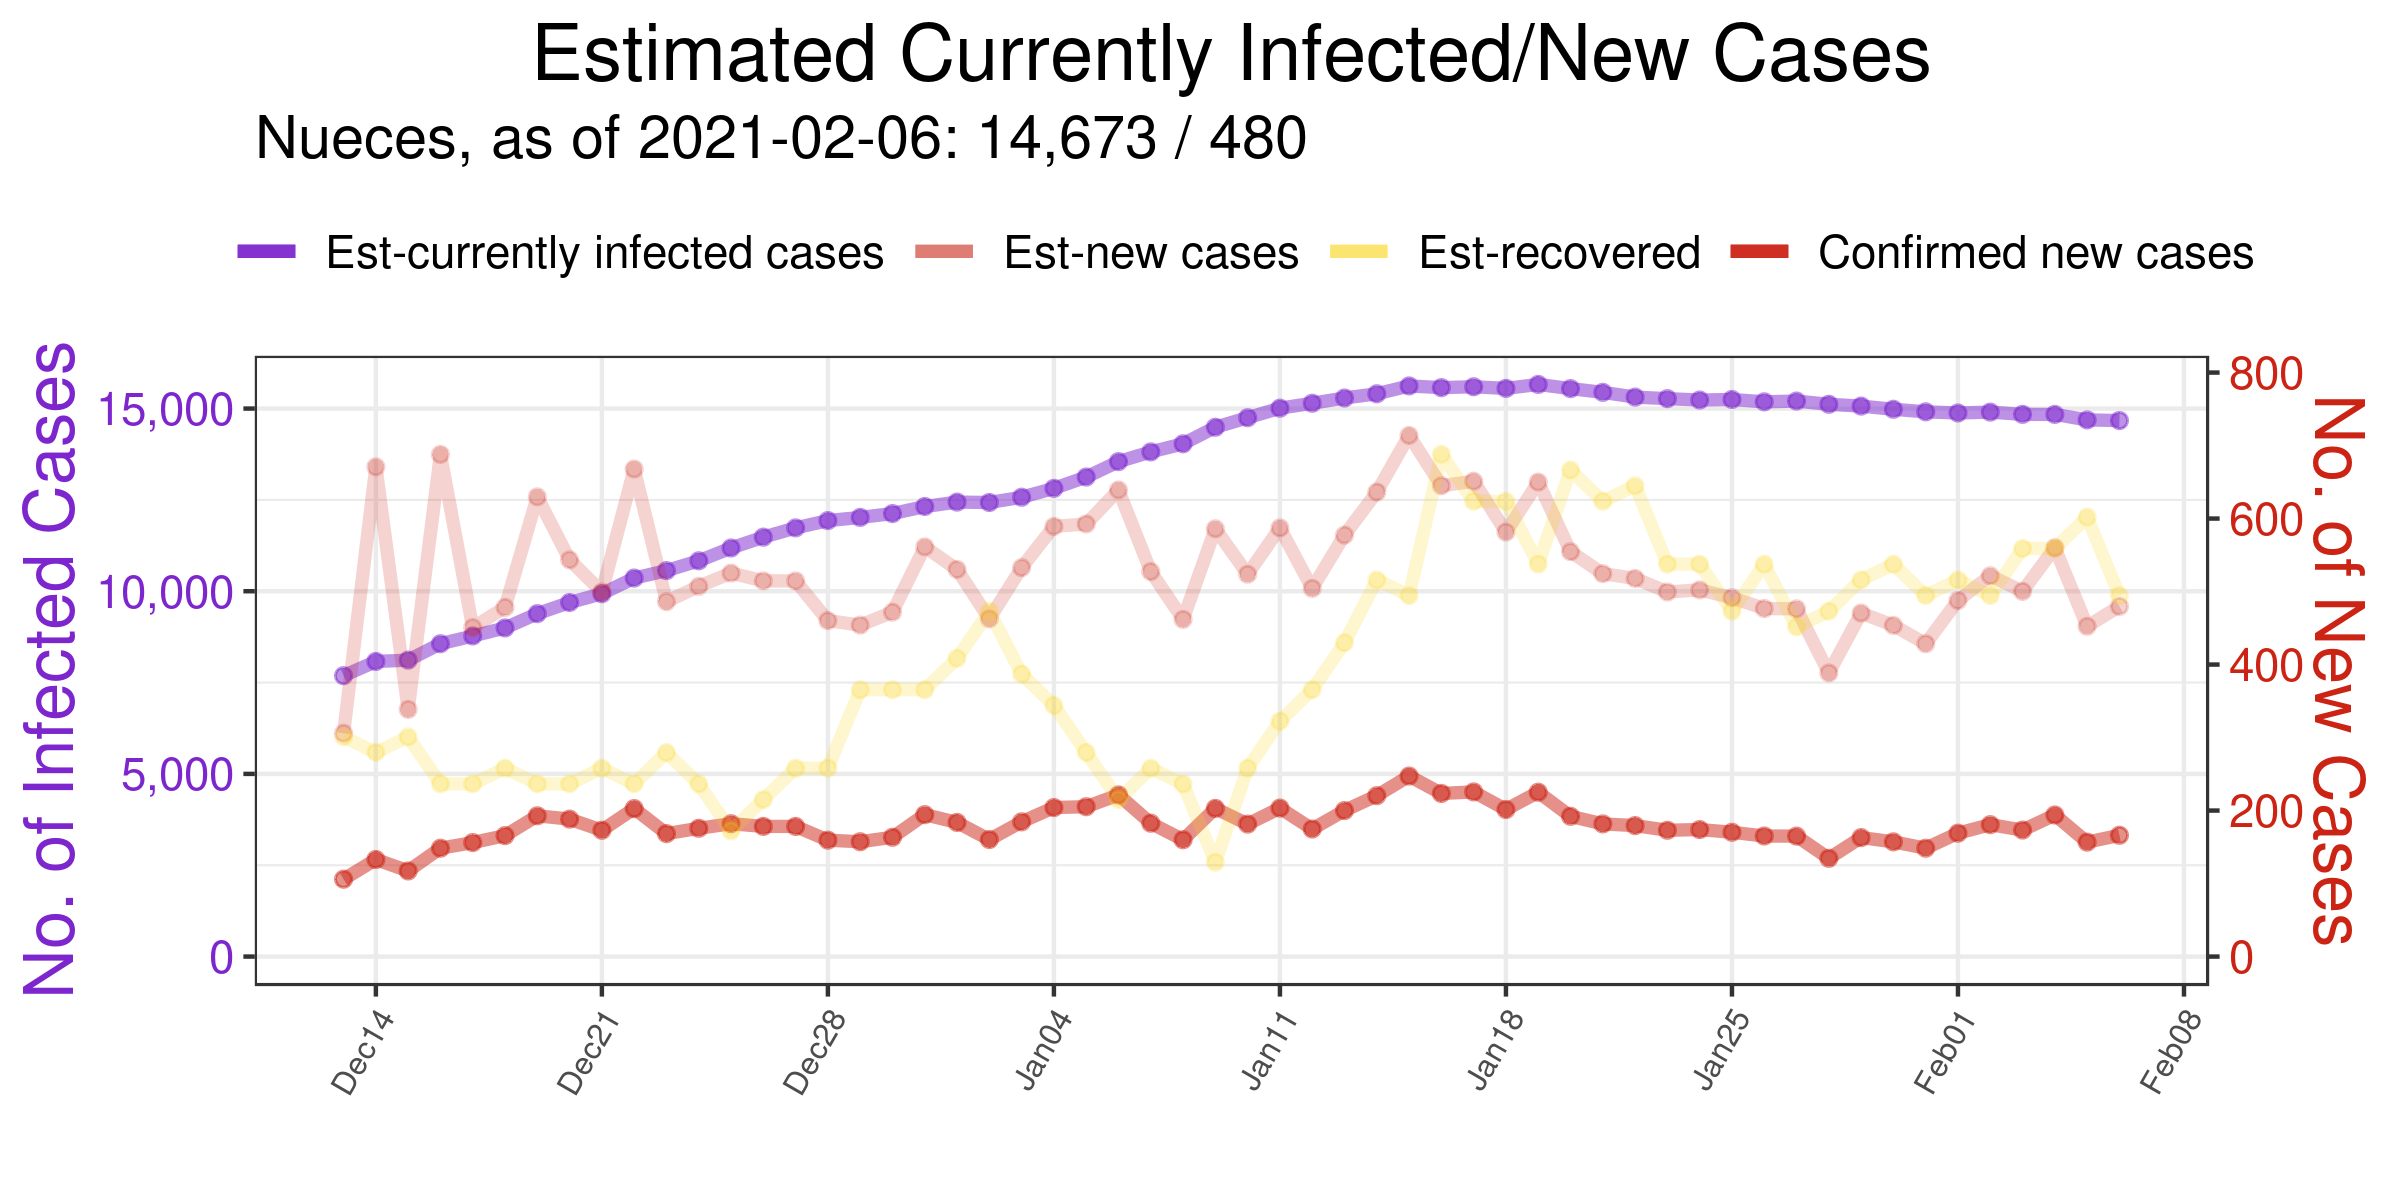 Estimated Currently Infected/New Cases
Nueces, as of 2021-02-06: 14,673 / 480
Est-currently infected cases Est-new cases Est-recovered Confirmed new cases
No. of Infected Cases
15,000
10,000
5,000
0
800
600
400
200
0
No. of New Cases
Dec14 Dec21 Dec28 Jan04 Jan11 Jan18 Jan25 Feb01 Feb08